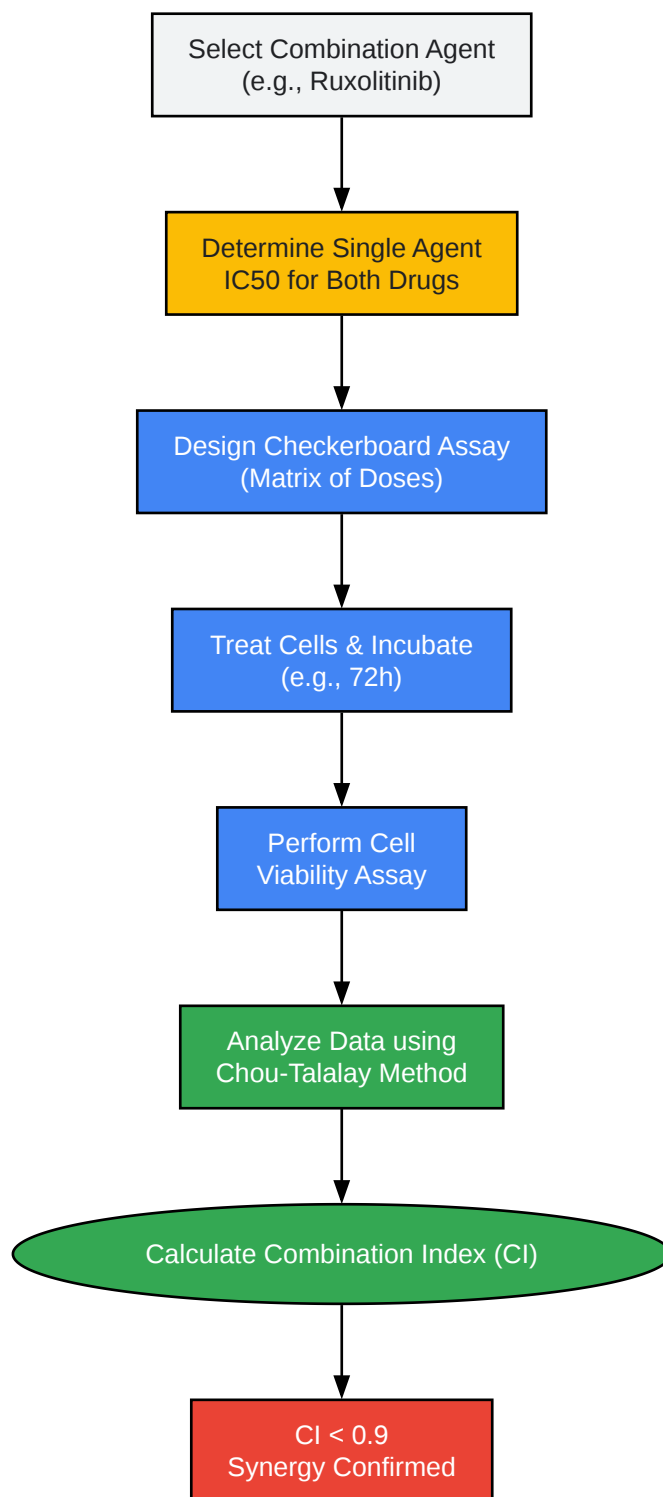 Select Combination Agent
(e.g., Ruxolitinib)
Determine Single Agent
IC50 for Both Drugs
Design Checkerboard Assay
(Matrix of Doses)
Treat Cells & Incubate
(e.g., 72h)
Perform Cell
Viability Assay
Analyze Data using
Chou-Talalay Method
Calculate Combination Index (CI)
CI < 0.9
Synergy Confirmed